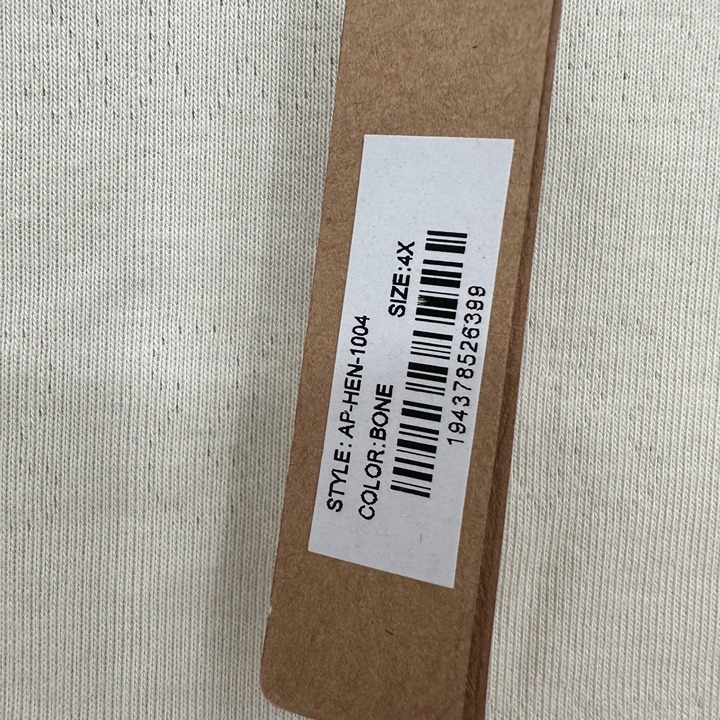 STYLE: AP-HEN-1004
COLOR:BONE SIZE:4X
194378526399